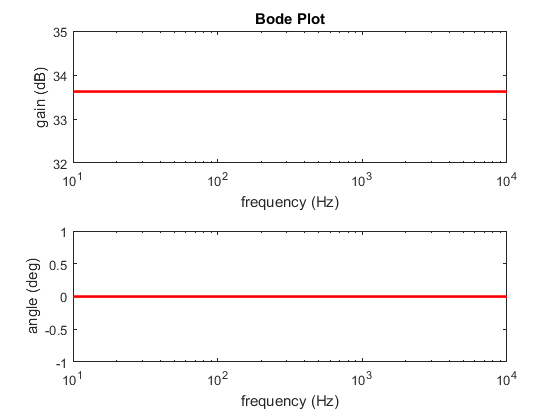 Bode Plot
35
34
33
32
gain (dB)
10^1 10^2 10^3 10^4
frequency (Hz)
1
0.5
0
-0.5
-1
angle (deg)
10^1 10^2 10^3 10^4
frequency (Hz)